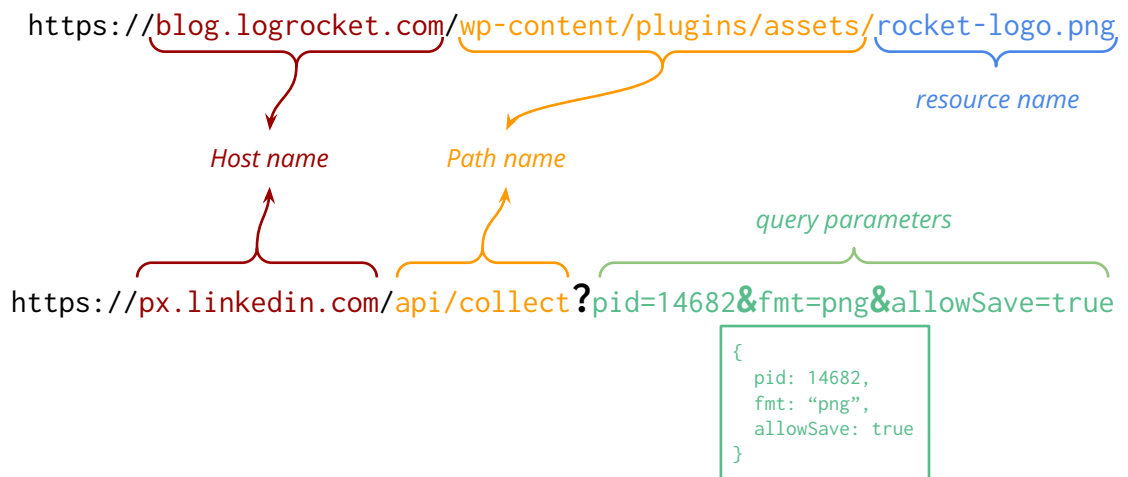 https://blog.logrocket.com/wp-content/plugins/assets/rocket-logo.png
resource name
Host name
Path name
query parameters
https://px.linkedin.com/api/collect?pid=14682&fmt=png&allowSave=true
{
pid: 14682,
fmt: “png”,
allowSave: true
}